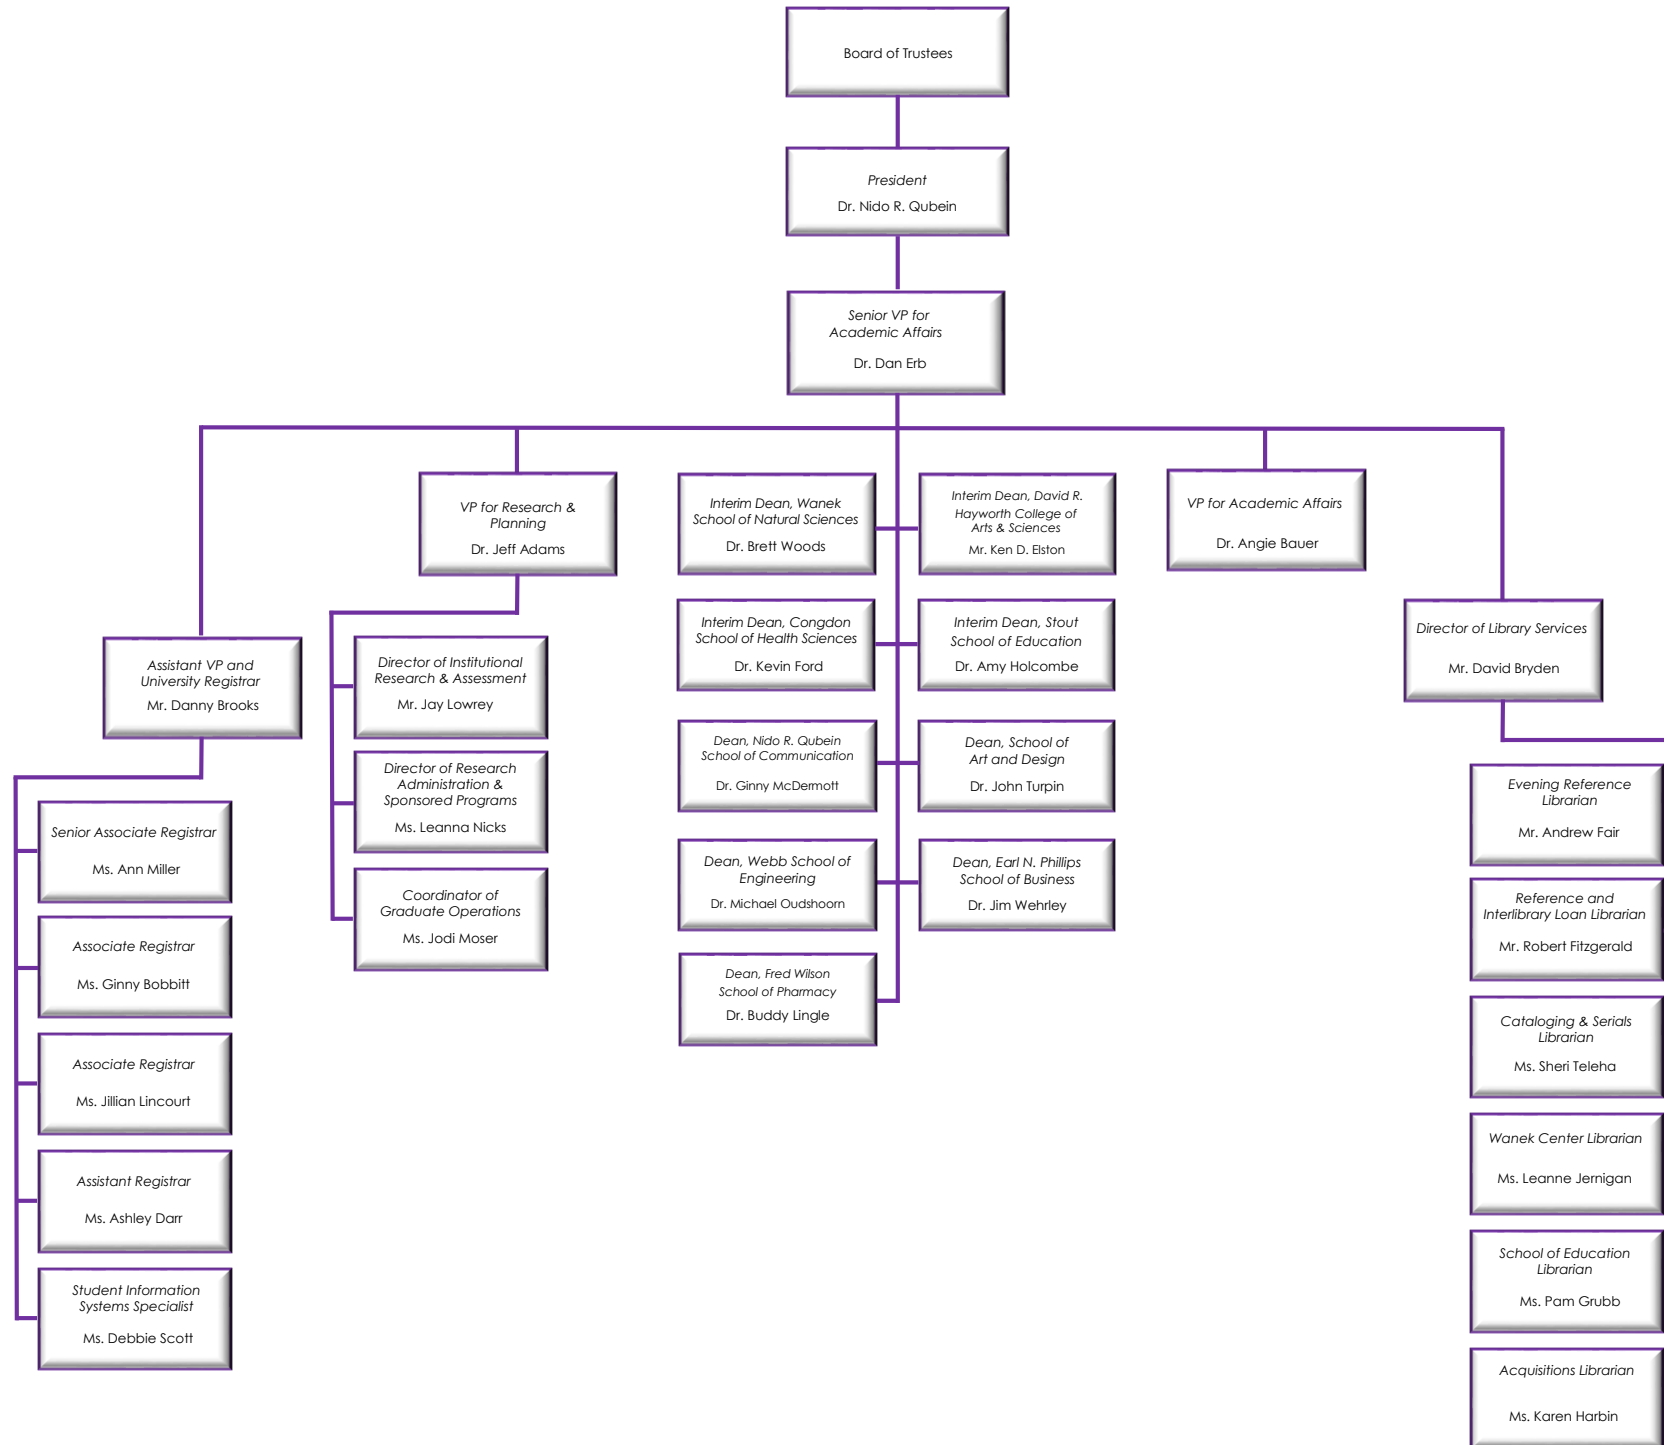 Board of Trustees
President
Dr. Nido R. Qubein
Senior VP for
Academic Affairs
Dr. Dan Erb
Assistant VP and
University Registrar
Mr. Danny Brooks
Senior Associate Registrar
Ms. Ann Miller
Associate Registrar
Ms. Ginny Bobbitt
Associate Registrar
Ms. Jillian Lincourt
Assistant Registrar
Ms. Ashley Darr
Student Information
Systems Specialist
Ms. Debbie Scott
VP for Research &
Planning
Dr. Jeff Adams
Director of Institutional
Research & Assessment
Mr. Jay Lowrey
Director of Research
Administration &
Sponsored Programs
Ms. Leanna Nicks
Coordinator of
Graduate Operations
Ms. Jodi Moser
Interim Dean, Wanek
School of Natural Sciences
Dr. Brett Woods
Interim Dean, David R.
Hayworth College of
Arts & Sciences
Mr. Ken D. Elston
Interim Dean, Congdon
School of Health Sciences
Dr. Kevin Ford
Interim Dean, Stout
School of Education
Dr. Amy Holcombe
Dean, Nido R. Qubein
School of Communication
Dr. Ginny McDermott
Dean, School of
Art and Design
Dr. John Turpin
Dean, Webb School of
Engineering
Dr. Michael Oudshoorn
Dean, Earl N. Phillips
School of Business
Dr. Jim Wehrley
Dean, Fred Wilson
School of Pharmacy
Dr. Buddy Lingle
VP for Academic Affairs
Dr. Angie Bauer
Director of Library Services
Mr. David Bryden
Evening Reference
Librarian
Mr. Andrew Fair
Reference and
Interlibrary Loan Librarian
Mr. Robert Fitzgerald
Cataloging & Serials
Librarian
Ms. Sheri Teleha
Wanek Center Librarian
Ms. Leanne Jernigan
School of Education
Librarian
Ms. Pam Grubb
Acquisitions Librarian
Ms. Karen Harbin